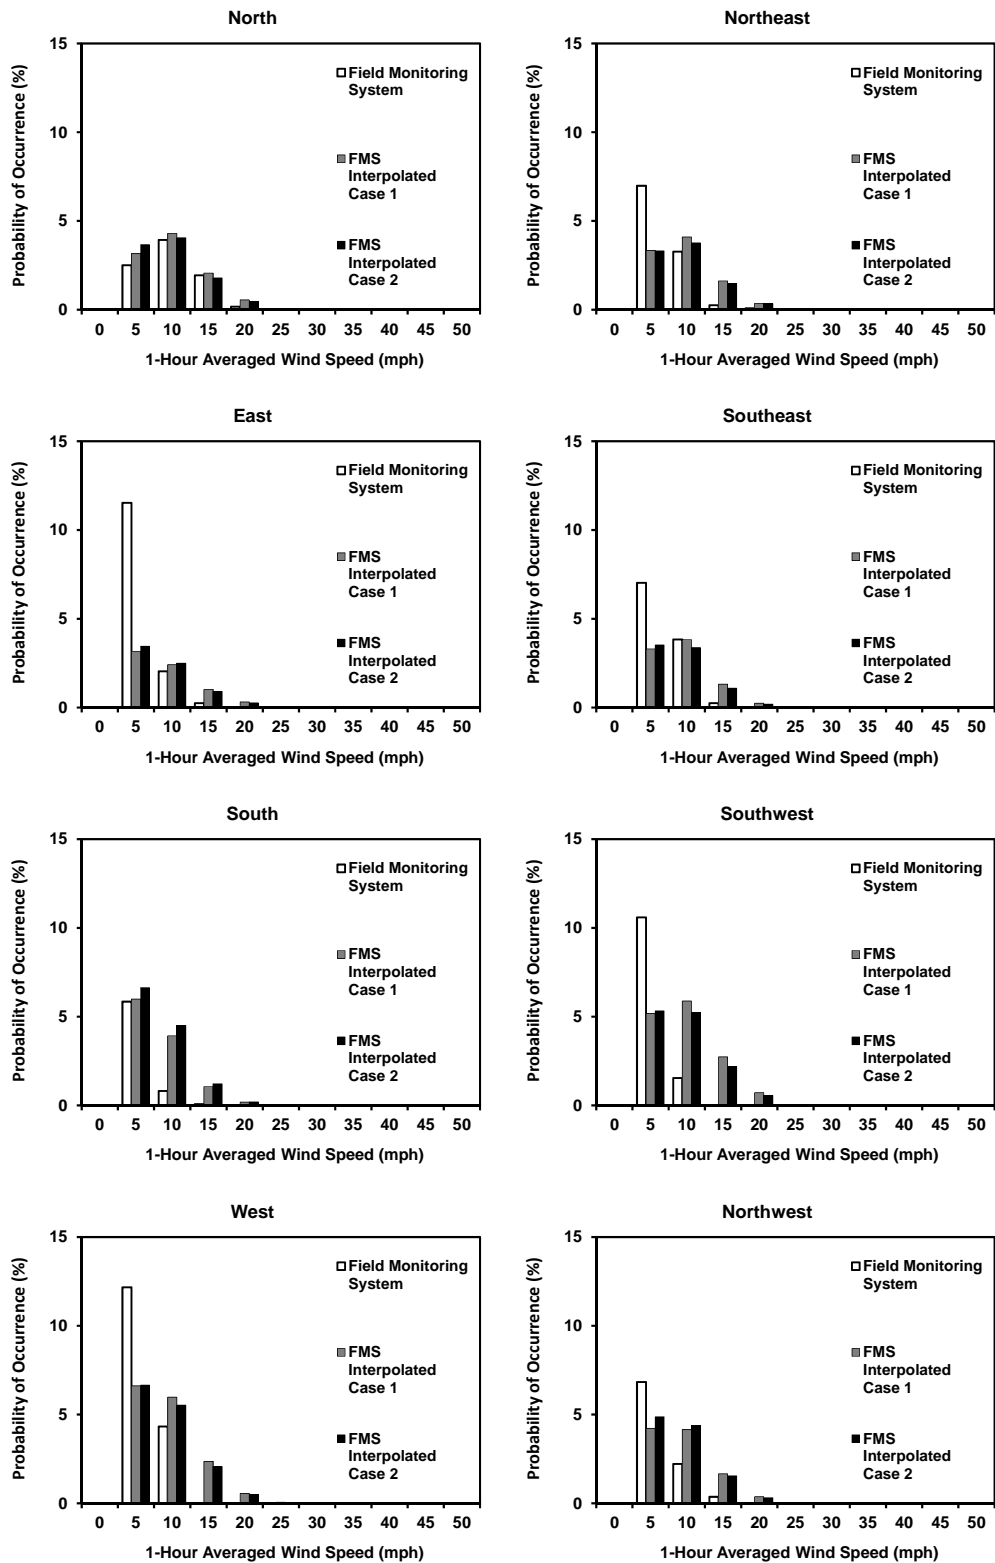 North
Probability of Occurrence (%)
15
10
5
0
Field Monitoring
System
FMS
Interpolated
Case 1
FMS
Interpolated
Case 2
0 5 10 15 20 25 30 35 40 45 50
1-Hour Averaged Wind Speed (mph)
Northeast
Probability of Occurrence (%)
15
10
5
0
Field Monitoring
System
FMS
Interpolated
Case 1
FMS
Interpolated
Case 2
0 5 10 15 20 25 30 35 40 45 50
1-Hour Averaged Wind Speed (mph)
East
Probability of Occurrence (%)
15
10
5
0
Field Monitoring
System
FMS
Interpolated
Case 1
FMS
Interpolated
Case 2
0 5 10 15 20 25 30 35 40 45 50
1-Hour Averaged Wind Speed (mph)
Southeast
Probability of Occurrence (%)
15
10
5
0
Field Monitoring
System
FMS
Interpolated
Case 1
FMS
Interpolated
Case 2
0 5 10 15 20 25 30 35 40 45 50
1-Hour Averaged Wind Speed (mph)
South
Probability of Occurrence (%)
15
10
5
0
Field Monitoring
System
FMS
Interpolated
Case 1
FMS
Interpolated
Case 2
0 5 10 15 20 25 30 35 40 45 50
1-Hour Averaged Wind Speed (mph)
Southwest
Probability of Occurrence (%)
15
10
5
0
Field Monitoring
System
FMS
Interpolated
Case 1
FMS
Interpolated
Case 2
0 5 10 15 20 25 30 35 40 45 50
1-Hour Averaged Wind Speed (mph)
West
Probability of Occurrence (%)
15
10
5
0
Field Monitoring
System
FMS
Interpolated
Case 1
FMS
Interpolated
Case 2
0 5 10 15 20 25 30 35 40 45 50
1-Hour Averaged Wind Speed (mph)
Northwest
Probability of Occurrence (%)
15
10
5
0
Field Monitoring
System
FMS
Interpolated
Case 1
FMS
Interpolated
Case 2
0 5 10 15 20 25 30 35 40 45 50
1-Hour Averaged Wind Speed (mph)